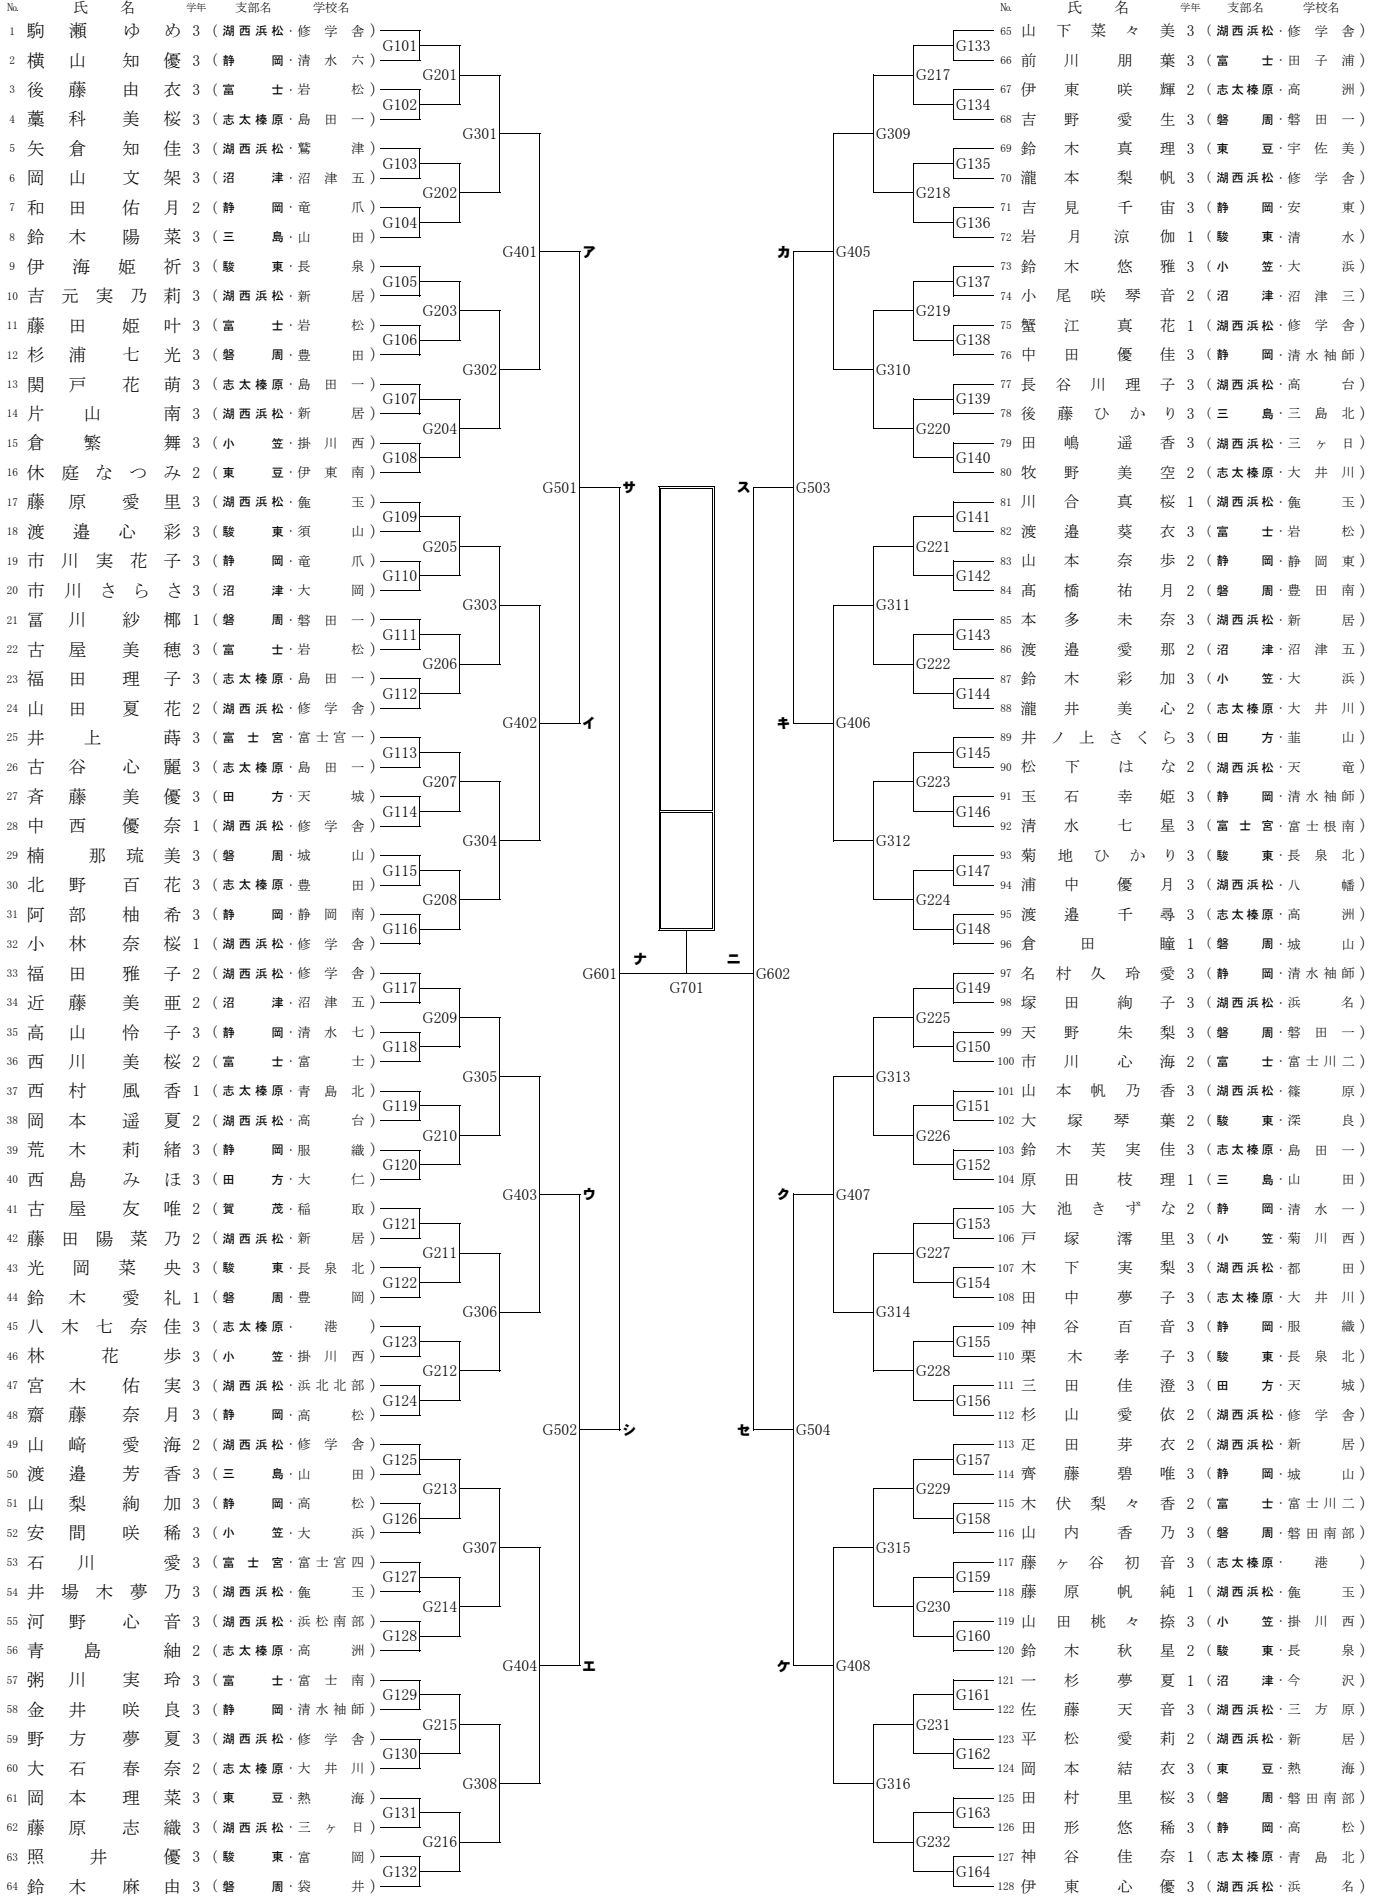 № 氏名 学年 支部名 学校名
1 駒瀬ゆめ 3 (湖西浜松・修学舎)
2 横山知優 3 (静岡・清水六)
3 後藤由衣 3 (富士・岩松)
4 藁科美桜 3 (志太榛原・島田一)
5 矢倉知佳 3 (湖西浜松・鷲津)
6 岡山文架 3 (沼津・沼津五)
7 和田佑月 2 (静岡・竜爪)
8 鈴木陽菜 3 (三島・山田)
9 伊海姫祈 3 (駿東・長泉)
10 吉元実乃莉 3 (湖西浜松・新居)
11 藤田姫叶 3 (富士・岩松)
12 杉浦七光 3 (磐周・豊田)
13 関戸花萌 3 (志太榛原・島田一)
14 片山南 3 (湖西浜松・新居)
15 倉繁舞 3 (小笠・掛川西)
16 休庭なつみ 2 (東豆・伊東南)
17 藤原愛里 3 (湖西浜松・麁玉)
18 渡邉心彩 3 (駿東・須山)
19 市川実花子 3 (静岡・竜爪)
20 市川さらさ 3 (沼津・大岡)
21 冨川紗椰 1 (磐周・磐田一)
22 古屋美穂 3 (富士・岩松)
23 福田理子 3 (志太榛原・島田一)
24 山田夏花 2 (湖西浜松・修学舎)
25 井上蒔 3 (富士宮・富士宮一)
26 古谷心麗 3 (志太榛原・島田一)
27 斉藤美優 3 (田方・天城)
28 中西優奈 1 (湖西浜松・修学舎)
29 楠那琉美 3 (磐周・城山)
30 北野百花 3 (志太榛原・豊田)
31 阿部柚希 3 (静岡・静岡南)
32 小林奈桜 1 (湖西浜松・修学舎)
33 福田雅子 2 (湖西浜松・修学舎)
34 近藤美亜 2 (沼津・沼津五)
35 高山怜子 3 (静岡・清水七)
36 西川美桜 2 (富士・富士)
37 西村風香 1 (志太榛原・青島北)
38 岡本遥夏 2 (湖西浜松・高台)
39 荒木莉緒 3 (静岡・服織)
40 西島みほ 3 (田方・大仁)
41 古屋友唯 2 (賀茂・稲取)
42 藤田陽菜乃 2 (湖西浜松・新居)
43 光岡菜央 3 (駿東・長泉北)
44 鈴木愛礼 1 (磐周・豊岡)
45 八木七奈佳 3 (志太榛原・港)
46 林花歩 3 (小笠・掛川西)
47 宮木佑実 3 (湖西浜松・浜北北部)
48 齋藤奈月 3 (静岡・高松)
49 山﨑愛海 2 (湖西浜松・修学舎)
50 渡邉芳香 3 (三島・山田)
51 山梨絢加 3 (静岡・高松)
52 安間咲稀 3 (小笠・大浜)
53 石川愛 3 (富士宮・富士宮四)
54 井場木夢乃 3 (湖西浜松・麁玉)
55 河野心音 3 (湖西浜松・浜松南部)
56 青島紬 2 (志太榛原・高洲)
57 粥川実玲 3 (富士・富士南)
58 金井咲良 3 (静岡・清水袖師)
59 野方夢夏 3 (湖西浜松・修学舎)
60 大石春奈 2 (志太榛原・大井川)
61 岡本理菜 3 (東豆・熱海)
62 藤原志織 3 (湖西浜松・三ヶ日)
63 照井優 3 (駿東・富岡)
64 鈴木麻由 3 (磐周・袋井)
G101
G102
G103
G104
G105
G106
G107
G108
G109
G110
G111
G112
G113
G114
G115
G116
G117
G118
G119
G120
G121
G122
G123
G124
G125
G126
G127
G128
G129
G130
G131
G132
G201
G202
G203
G204
G205
G206
G207
G208
G209
G210
G211
G212
G213
G214
G215
G216
G301
G302
G303
G304
G305
G306
G307
G308
G401
G402
G403
G404
ア
イ
ウ
エ
G501
G502
サ
シ
G601
ナ
G701
ニ
G602
ス
セ
G503
G504
カ
キ
ク
ケ
G405
G406
G407
G408
G309
G310
G311
G312
G313
G314
G315
G316
G217
G218
G219
G220
G221
G222
G223
G224
G225
G226
G227
G228
G229
G230
G231
G232
G133
G134
G135
G136
G137
G138
G139
G140
G141
G142
G143
G144
G145
G146
G147
G148
G149
G150
G151
G152
G153
G154
G155
G156
G157
G158
G159
G160
G161
G162
G163
G164
№ 氏名 学年 支部名 学校名
65 山下菜々美 3 (湖西浜松・修学舎)
66 前川朋葉 3 (富士・田子浦)
67 伊東咲輝 2 (志太榛原・高洲)
68 吉野愛生 3 (磐周・磐田一)
69 鈴木真理 3 (東豆・宇佐美)
70 瀧本梨帆 3 (湖西浜松・修学舎)
71 吉見千宙 3 (静岡・安東)
72 岩月涼伽 1 (駿東・清水)
73 鈴木悠雅 3 (小笠・大浜)
74 小尾咲琴音 2 (沼津・沼津三)
75 蟹江真花 1 (湖西浜松・修学舎)
76 中田優佳 3 (静岡・清水袖師)
77 長谷川理子 3 (湖西浜松・高台)
78 後藤ひかり 3 (三島・三島北)
79 田嶋遥香 3 (湖西浜松・三ヶ日)
80 牧野美空 2 (志太榛原・大井川)
81 川合真桜 1 (湖西浜松・麁玉)
82 渡邉葵衣 3 (富士・岩松)
83 山本奈歩 2 (静岡・静岡東)
84 髙橋祐月 2 (磐周・豊田南)
85 本多未奈 3 (湖西浜松・新居)
86 渡邉愛那 2 (沼津・沼津五)
87 鈴木彩加 3 (小笠・大浜)
88 瀧井美心 2 (志太榛原・大井川)
89 井ノ上さくら 3 (田方・韮山)
90 松下はな 2 (湖西浜松・天竜)
91 玉石幸姫 3 (静岡・清水袖師)
92 清水七星 3 (富士宮・富士根南)
93 菊地ひかり 3 (駿東・長泉北)
94 浦中優月 3 (湖西浜松・八幡)
95 渡邉千尋 3 (志太榛原・高洲)
96 倉田瞳 1 (磐周・城山)
97 名村久玲愛 3 (静岡・清水袖師)
98 塚田絢子 3 (湖西浜松・浜名)
99 天野朱梨 3 (磐周・磐田一)
100 市川心海 2 (富士・富士川二)
101 山本帆乃香 3 (湖西浜松・篠原)
102 大塚琴葉 2 (駿東・深良)
103 鈴木芙実佳 3 (志太榛原・島田一)
104 原田枝理 1 (三島・山田)
105 大池きずな 2 (静岡・清水一)
106 戸塚澪里 3 (小笠・菊川西)
107 木下実梨 3 (湖西浜松・都田)
108 田中夢子 3 (志太榛原・大井川)
109 神谷百音 3 (静岡・服織)
110 栗木孝子 3 (駿東・長泉北)
111 三田佳澄 3 (田方・天城)
112 杉山愛依 2 (湖西浜松・修学舎)
113 疋田芽衣 2 (湖西浜松・新居)
114 齊藤碧唯 3 (静岡・城山)
115 木伏梨々香 2 (富士・富士川二)
116 山内香乃 3 (磐周・磐田南部)
117 藤ヶ谷初音 3 (志太榛原・港)
118 藤原帆純 1 (湖西浜松・麁玉)
119 山田桃々捺 3 (小笠・掛川西)
120 鈴木秋星 2 (駿東・長泉)
121 一杉夢夏 1 (沼津・今沢)
122 佐藤天音 3 (湖西浜松・三方原)
123 平松愛莉 2 (湖西浜松・新居)
124 岡本結衣 3 (東豆・熱海)
125 田村里桜 3 (磐周・磐田南部)
126 田形悠稀 3 (静岡・高松)
127 神谷佳奈 1 (志太榛原・青島北)
128 伊東心優 3 (湖西浜松・浜名)